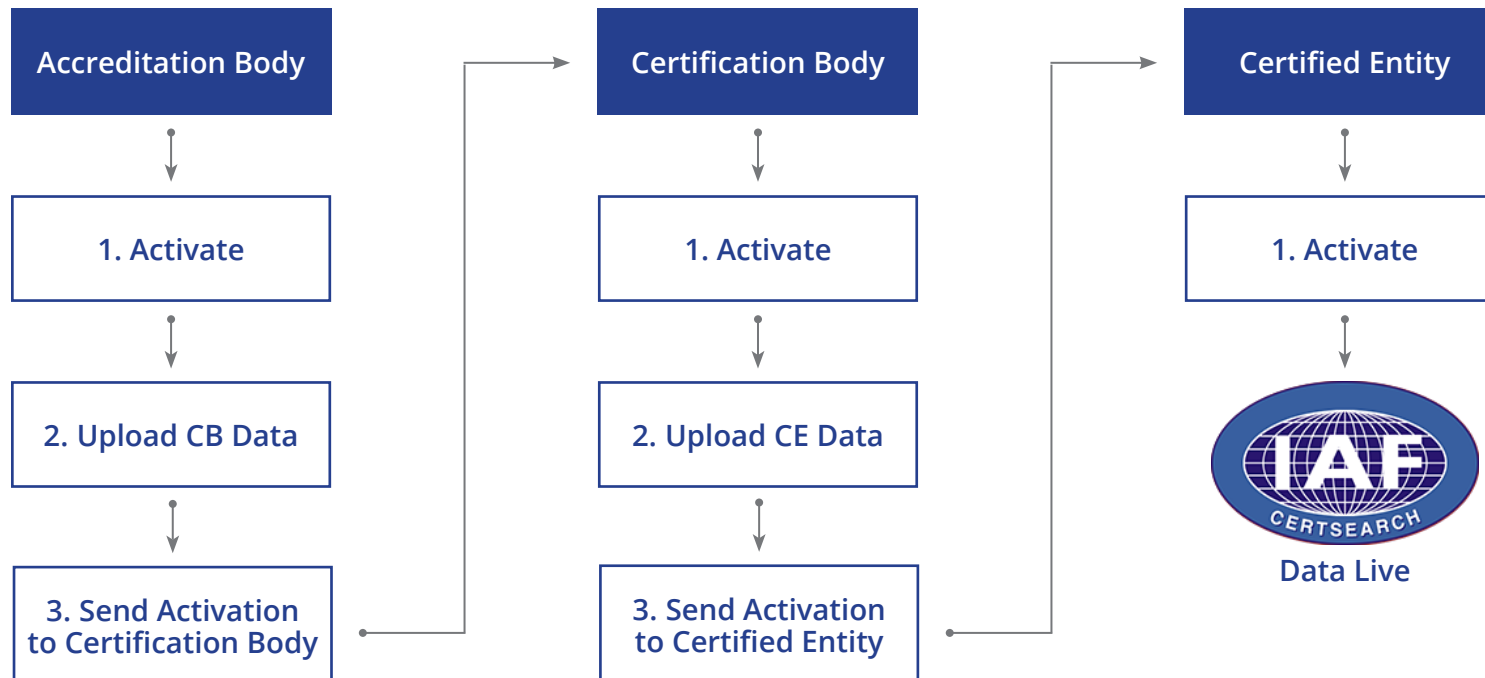 Accreditation Body
1. Activate
2. Upload CB Data
3. Send Activation
to Certification Body
Certification Body
1. Activate
2. Upload CE Data
3. Send Activation
to Certified Entity
Certified Entity
1. Activate
IAF
CERTSEARCH
Data Live